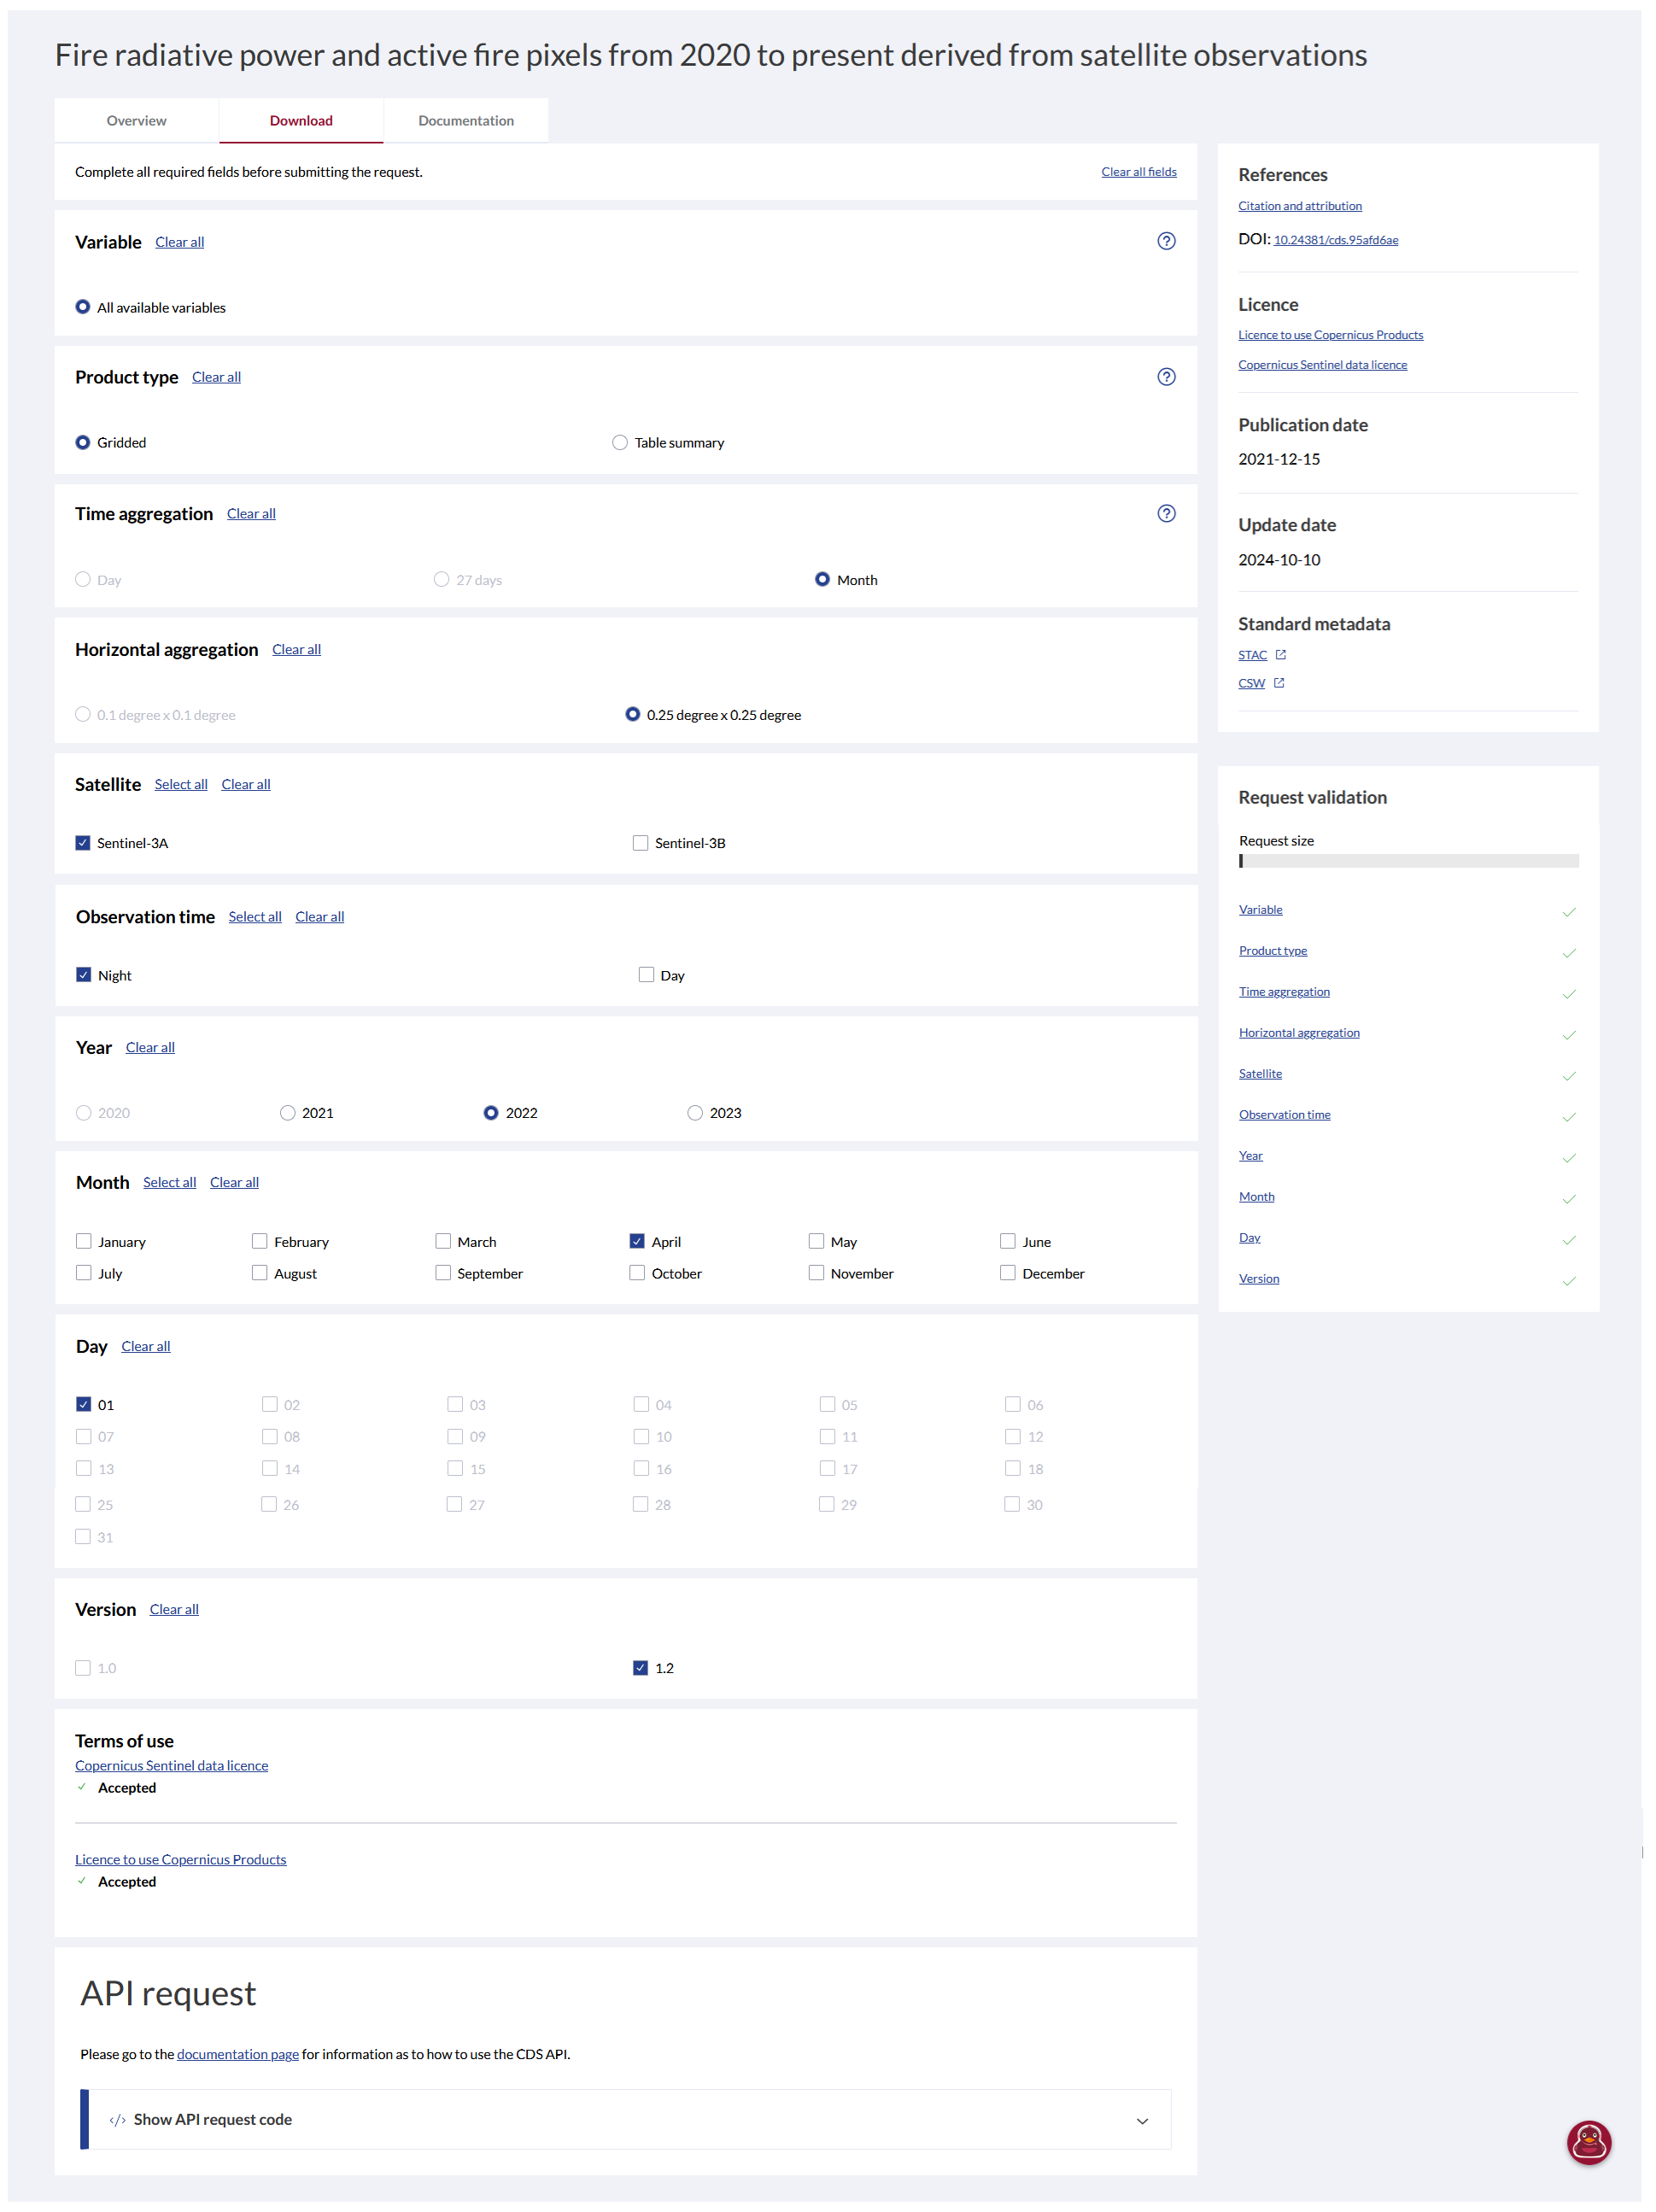 Fire radiative power and active fire pixels from 2020 to present derived from satellite observations
Overview Download Documentation
Complete all required fields before submitting the request. Clear all fields
Variable Clear all
All available variables
Product type Clear all
Gridded Table summary
Time aggregation Clear all
Day 27 days Month
Horizontal aggregation Clear all
0.1 degree x 0.1 degree 0.25 degree x 0.25 degree
Satellite Select all Clear all
Sentinel-3A Sentinel-3B
Observation time Select all Clear all
Night Day
Year Clear all
2020 2021 2022 2023
Month Select all Clear all
January February March April May June
July August September October November December
Day Clear all
01 02 03 04 05 06
07 08 09 10 11 12
13 14 15 16 17 18
25 26 27 28 29 30
31
Version Clear all
1.0 1.2
Terms of use
Copernicus Sentinel data licence
Accepted
Licence to use Copernicus Products
Accepted
API request
Please go to the documentation page for information as to how to use the CDS API.
</> Show API request code
References
Citation and attribution
DOI: 10.24381/cds.95afd6ae
Licence
Licence to use Copernicus Products
Copernicus Sentinel data licence
Publication date
2021-12-15
Update date
2024-10-10
Standard metadata
STAC
CSW
Request validation
Request size
Variable
Product type
Time aggregation
Horizontal aggregation
Satellite
Observation time
Year
Month
Day
Version